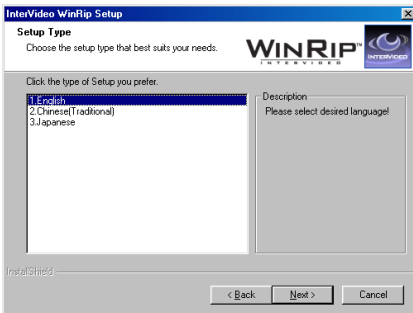 InterVideo WinRip Setup
Setup Type
Choose the setup type that best suits your needs.
WINRIP™
INTERVIDEO
INTERVIDEO
Click the type of Setup you prefer.
1.English
2.Chinese(Traditional)
3.Japanese
Description
Please select desired language!
InstallShield
< Back
Next >
Cancel